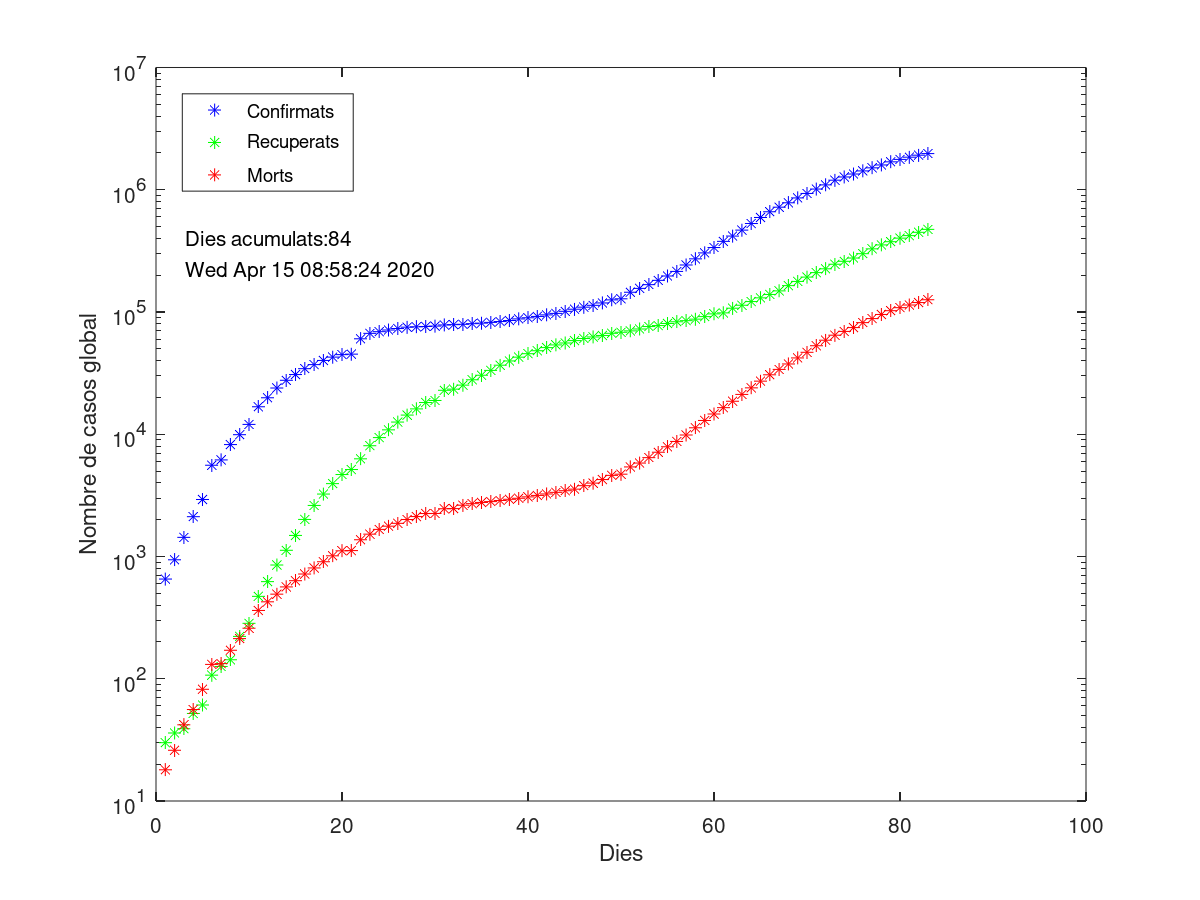 Confirmats
Recuperats
Morts
Dies acumulats:84
Wed Apr 15 08:58:24 2020
Nombre de casos global
10^7
10^6
10^5
10^4
10^3
10^2
10^1
0 20 40 60 80 100
Dies